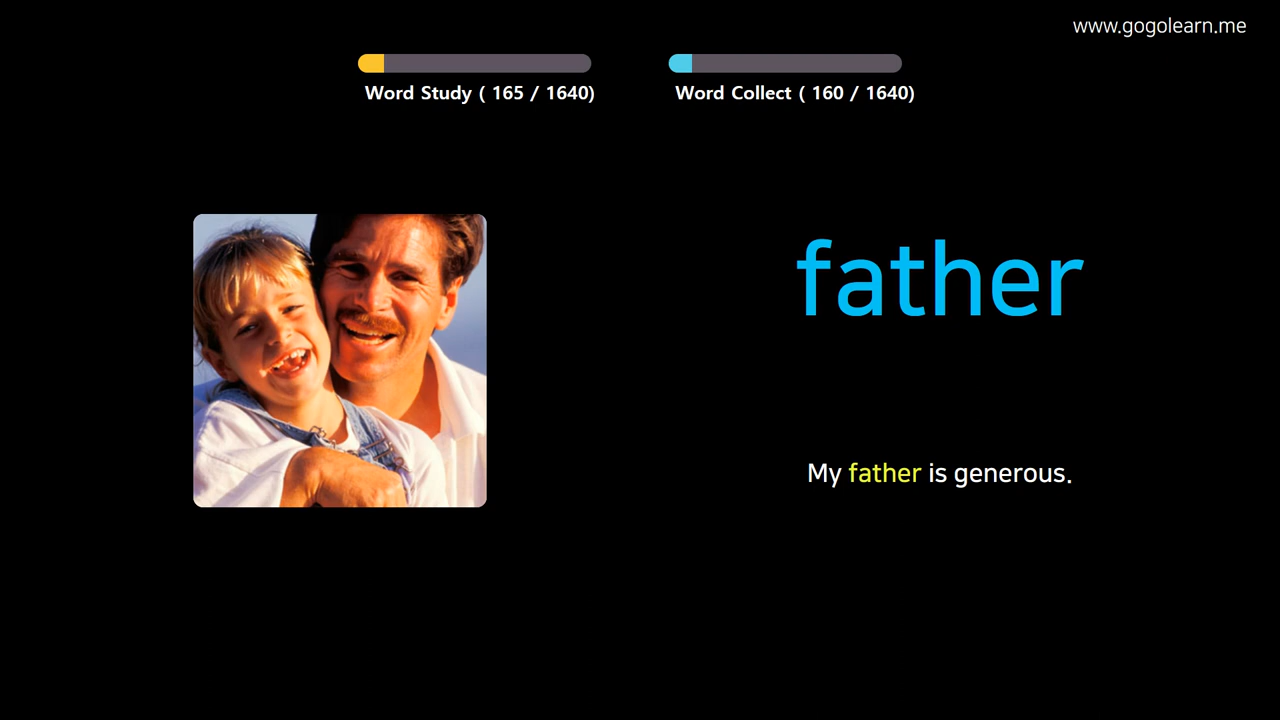 www.gogolearn.me
Word Study ( 165 / 1640)
Word Collect ( 160 / 1640)
father
My father is generous.